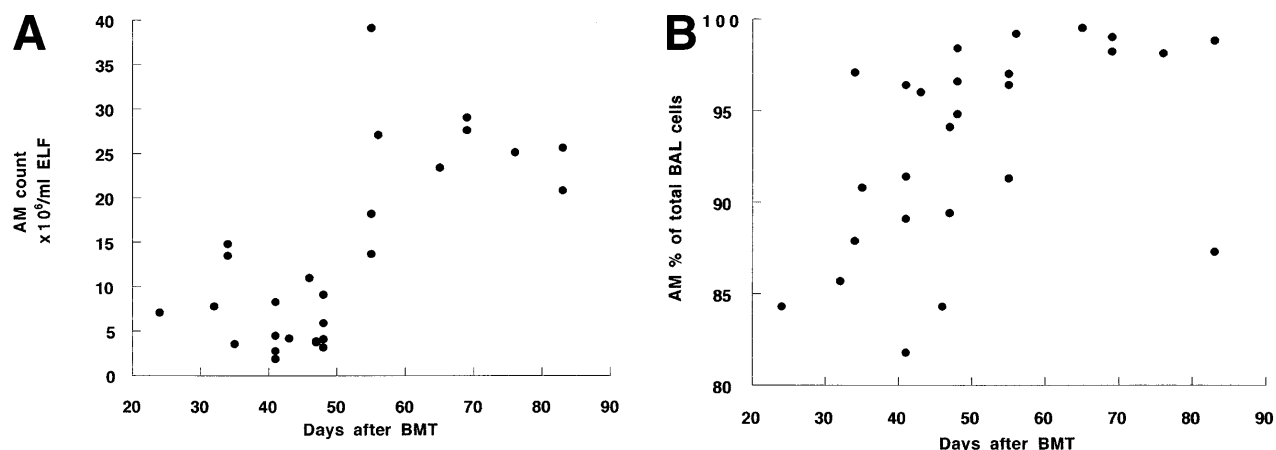 A
40
35
30
25
20
15
10
5
0
AM count
x10⁶/ml ELF
20 30 40 50 60 70 80 90
Days after BMT
B
100
95
90
85
80
AM % of total BAL cells
20 30 40 50 60 70 80 90
Days after BMT